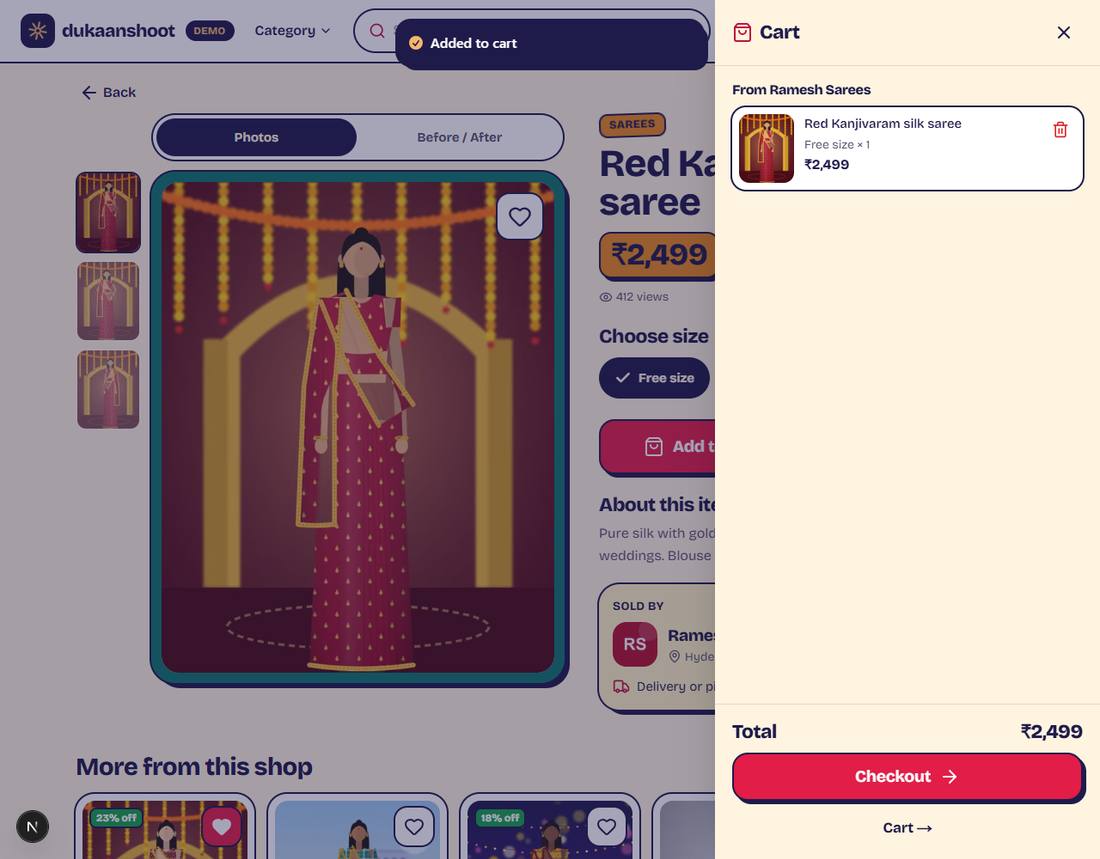 dukaanshoot
DEMO
Category
Added to cart
Cart
Back
From Ramesh Sarees
Red Kanjivaram silk saree
Free size × 1
₹2,499
Photos
Before / After
SAREES
Red Ka
saree
₹2,499
412 views
Choose size
Free size
Add t
About this ite
Pure silk with gold
weddings. Blouse
SOLD BY
RS
Rames
Hyde
Delivery or pi
Total
₹2,499
Checkout →
Cart →
More from this shop
23% off
18% off
N